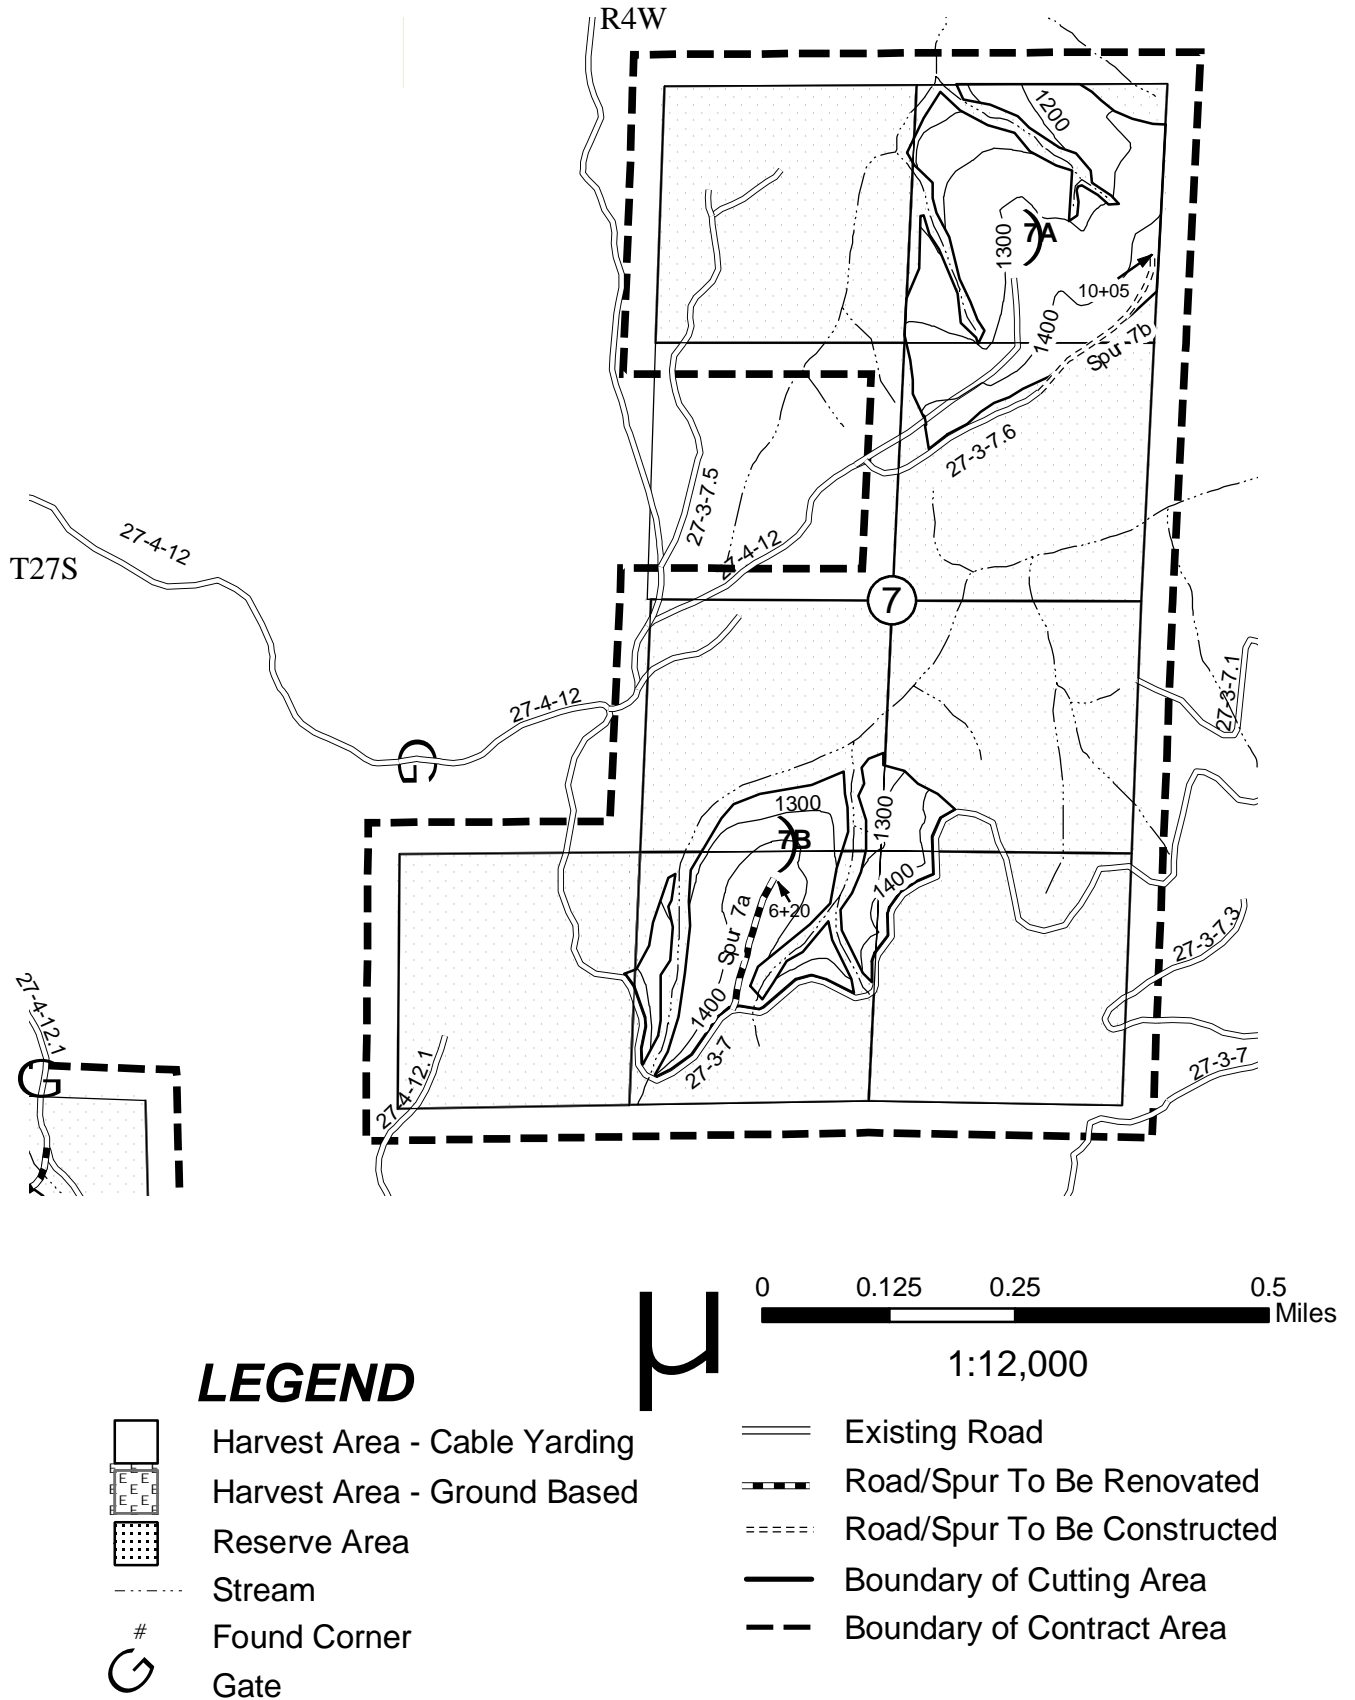 R4W
1200
7A
1300
10+05
1400
Spur 7b
27-3-7.6
27-3-7.5
27-4-12
27-4-12
T27S
7
27-3-7.1
27-4-12
G
1300
1300
7B
1400
6+20
Spur 7a
27-3-7.3
1400
27-4-12.1
27-3-7
27-3-7
27-4-12.1
G
0 0.125 0.25 0.5
Miles
µ
1:12,000
LEGEND
Harvest Area - Cable Yarding
Harvest Area - Ground Based
Reserve Area
Stream
# Found Corner
G Gate
Existing Road
Road/Spur To Be Renovated
Road/Spur To Be Constructed
Boundary of Cutting Area
Boundary of Contract Area